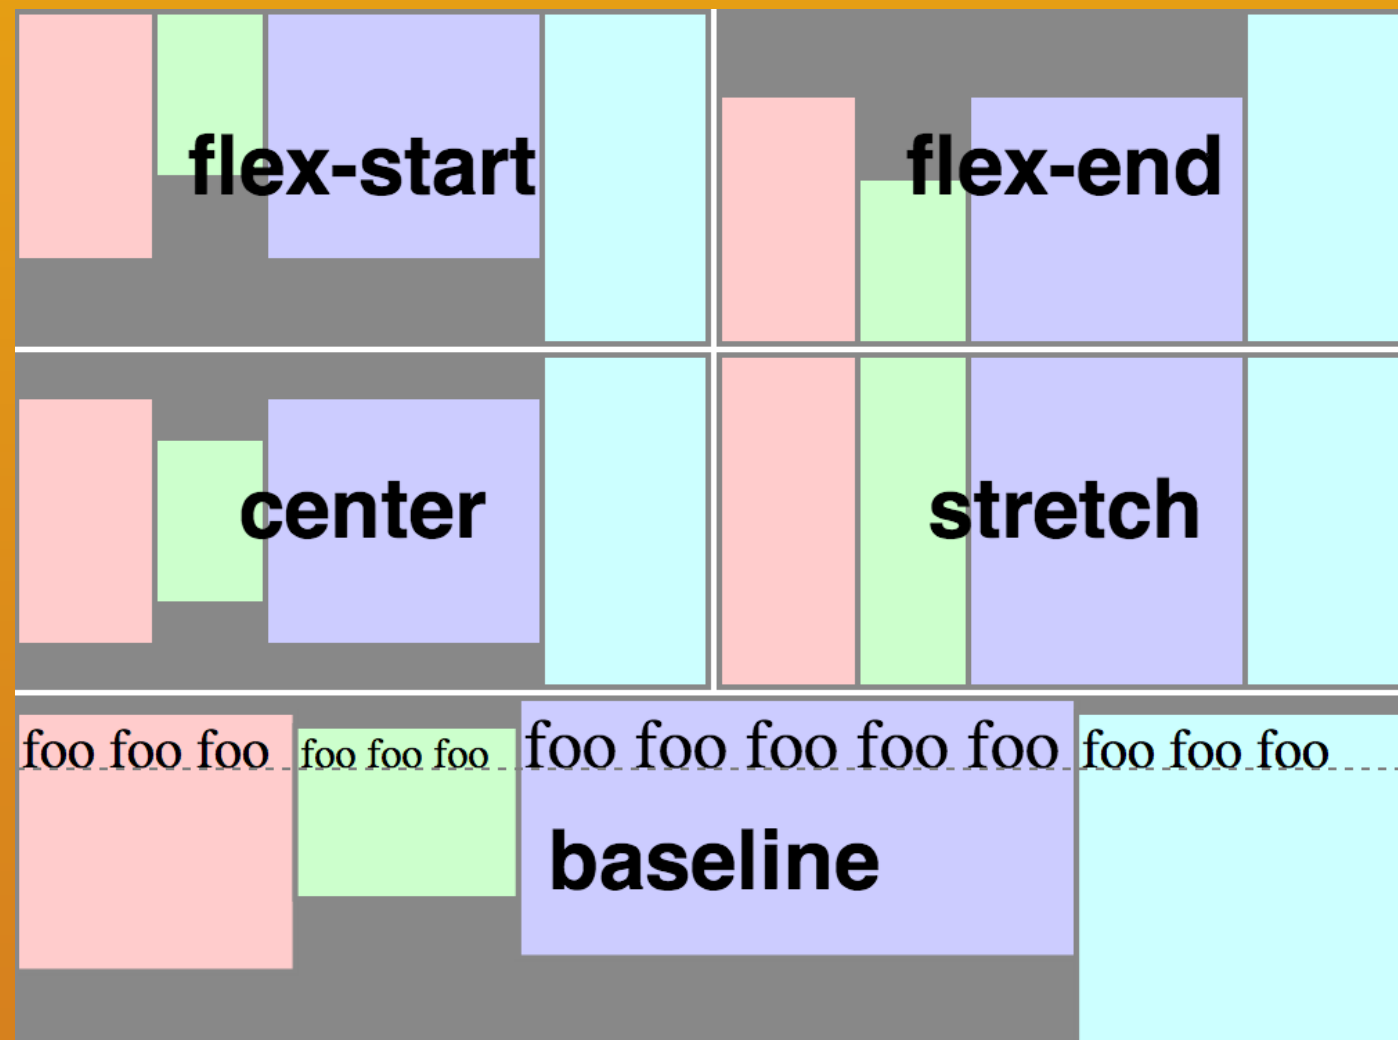 flex-start
flex-end
center
stretch
foo foo foo
foo foo foo
foo foo foo foo foo
foo foo foo
baseline